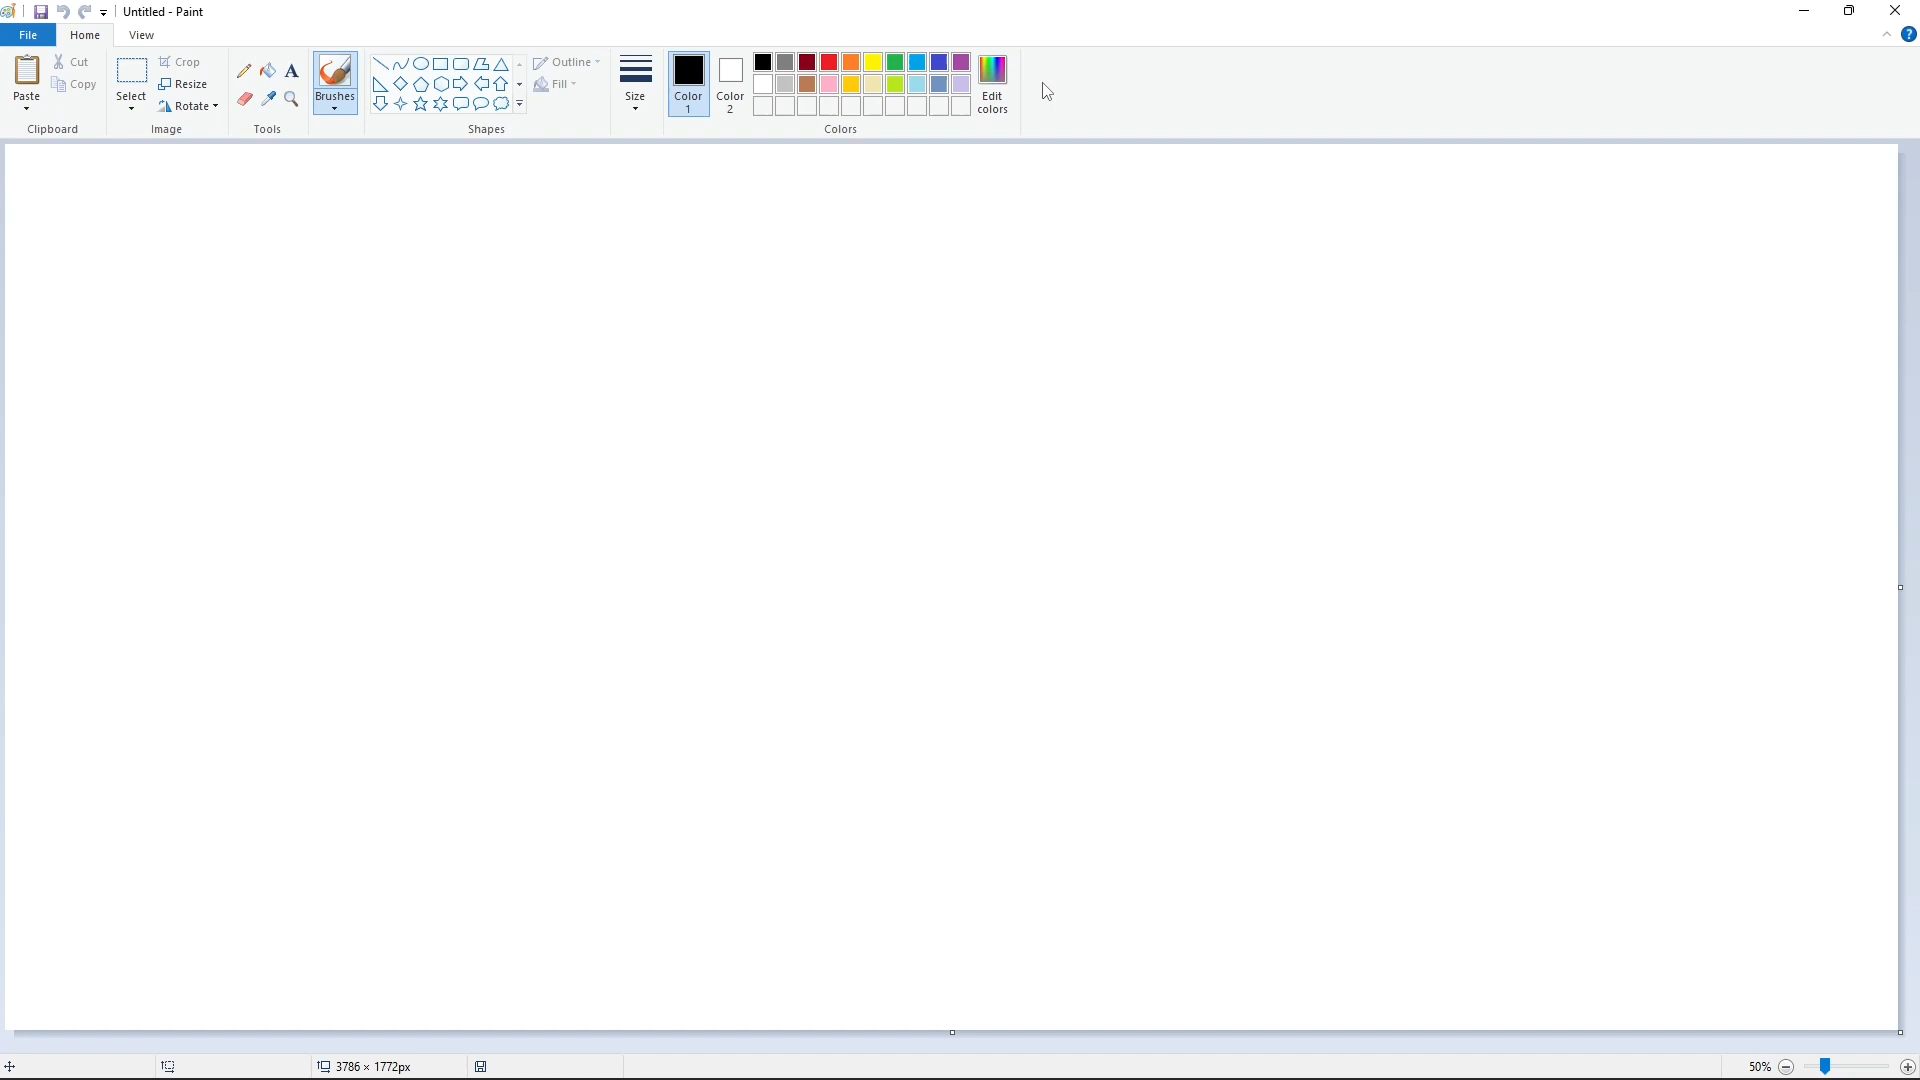 Untitled - Paint
File Home View
Paste Cut Copy Clipboard
Select Crop Resize Rotate Image
A Tools
Brushes
Outline Fill Shapes
Size
Color 1 Color 2 Edit colors Colors
?
3786 × 1772px 50%